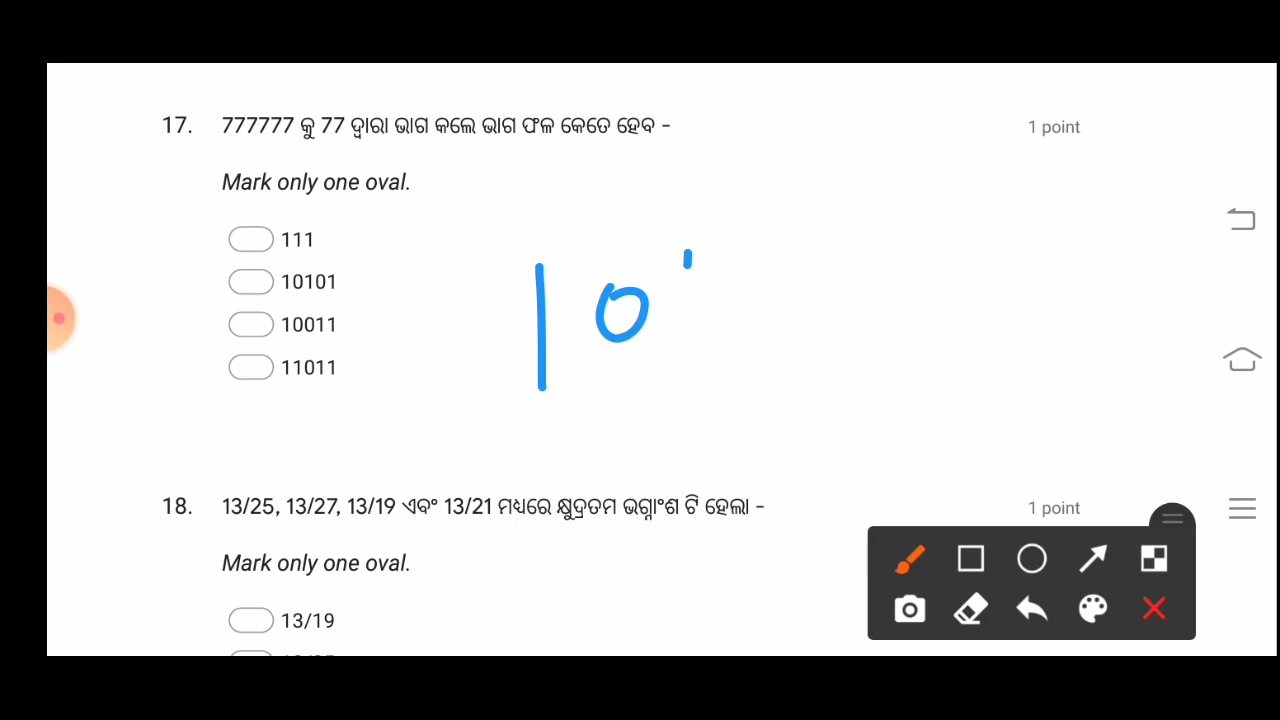 17. 777777 କୁ 77 ଦ୍ୱାରା ଭାଗ କଲେ ଭାଗ ଫଳ କେତେ ହେବ - 1 point
Mark only one oval.
111
10101
10011
11011
10'
18. 13/25, 13/27, 13/19 ଏବଂ 13/21 ମଧ୍ୟରେ କ୍ଷୁଦ୍ରତମ ଭଗ୍ନାଂଶ ଟି ହେଲା - 1 point
Mark only one oval.
13/19